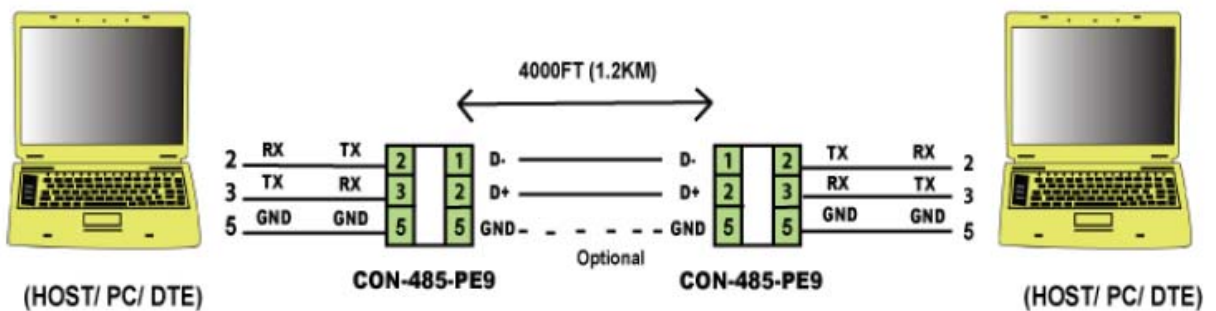 4000FT (1.2KM)
2 RX TX 2 1 D- D- 1 2 TX RX 2
3 TX RX 3 2 D+ D+ 2 3 RX TX 3
5 GND GND 5 5 GND GND 5 5 GND GND 5
Optional
CON-485-PE9 CON-485-PE9
(HOST/ PC/ DTE) (HOST/ PC/ DTE)